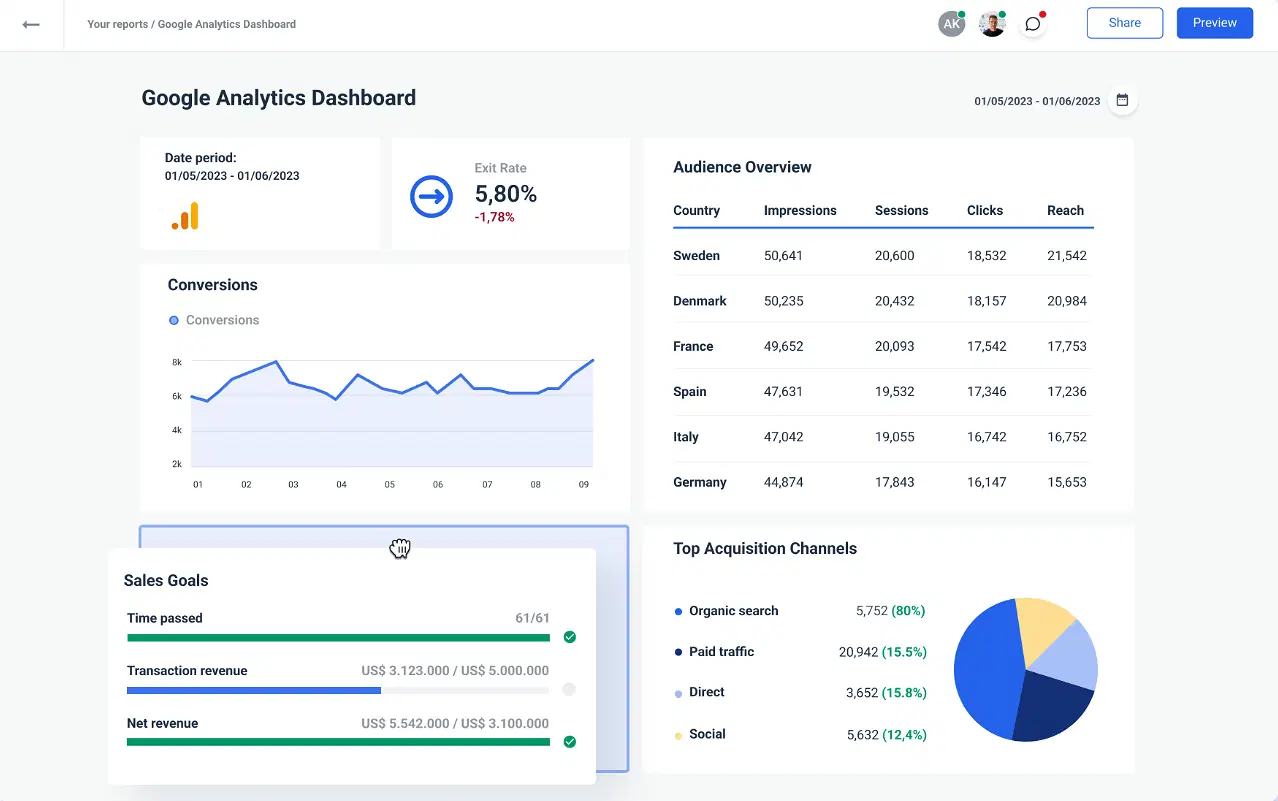 Your reports / Google Analytics Dashboard
AK
Share
Preview
Google Analytics Dashboard
01/05/2023 - 01/06/2023
Date period:
01/05/2023 - 01/06/2023
Exit Rate
5,80%
-1,78%
Conversions
Conversions
8k
6k
4k
2k
01 02 03 04 05 06 07 08 09
Audience Overview
Country Impressions Sessions Clicks Reach
Sweden 50,641 20,600 18,532 21,542
Denmark 50,235 20,432 18,157 20,984
France 49,652 20,093 17,542 17,753
Spain 47,631 19,532 17,346 17,236
Italy 47,042 19,055 16,742 16,752
Germany 44,874 17,843 16,147 15,653
Sales Goals
Time passed 61/61
Transaction revenue US$ 3.123.000 / US$ 5.000.000
Net revenue US$ 5.542.000 / US$ 3.100.000
Top Acquisition Channels
Organic search 5,752 (80%)
Paid traffic 20,942 (15.5%)
Direct 3,652 (15.8%)
Social 5,632 (12,4%)